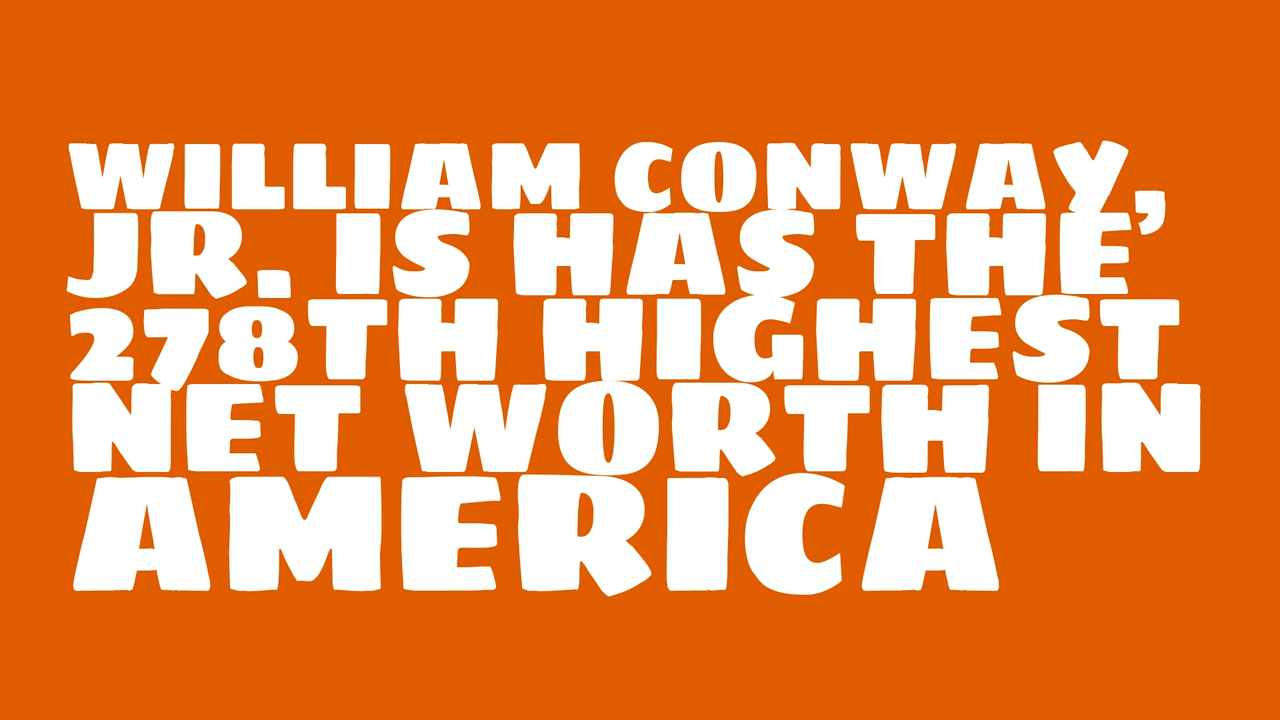 WILLIAM CONWAY,
JR. IS HAS THE
278TH HIGHEST
NET WORTH IN
AMERICA